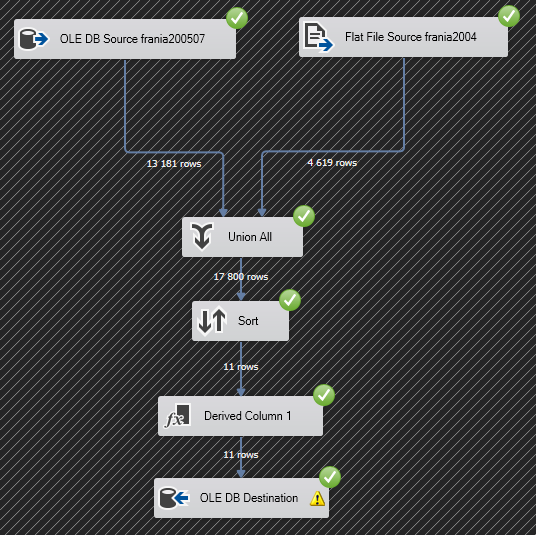 OLE DB Source frania200507
Flat File Source frania2004
13 181 rows
4 619 rows
Union All
17 800 rows
Sort
11 rows
fx
Derived Column 1
11 rows
OLE DB Destination